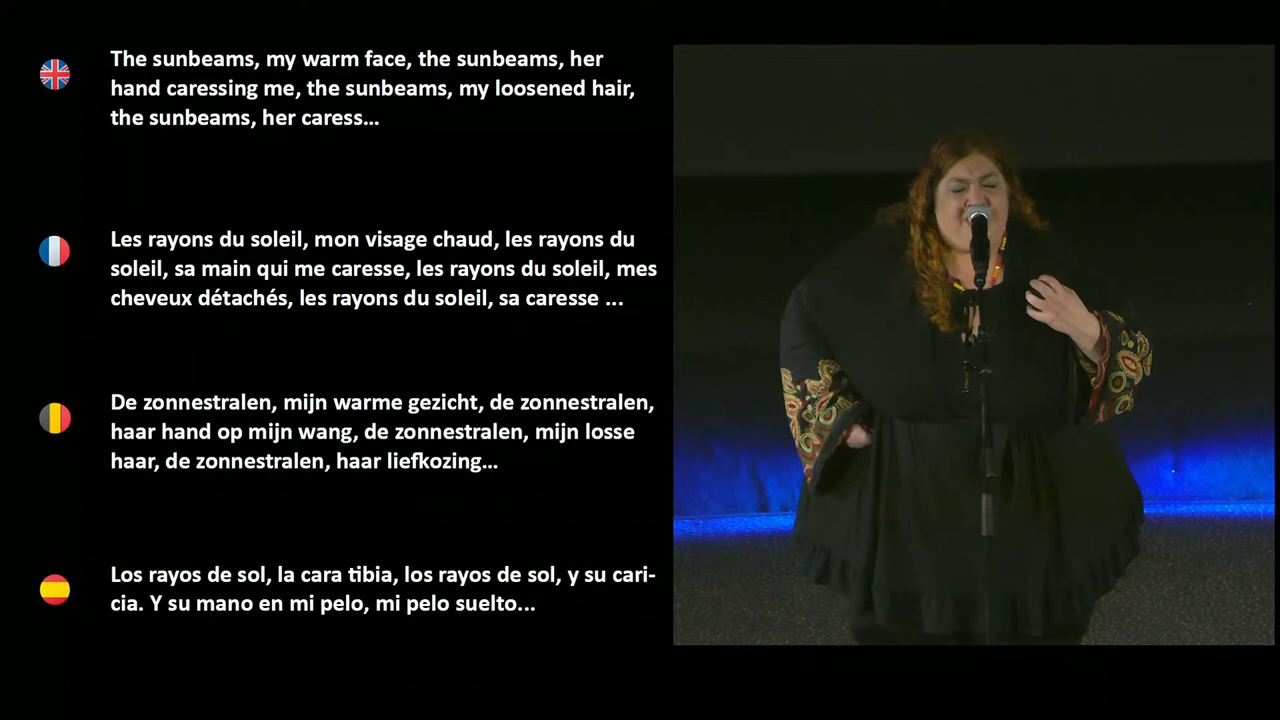 The sunbeams, my warm face, the sunbeams, her
hand caressing me, the sunbeams, my loosened hair,
the sunbeams, her caress...
Les rayons du soleil, mon visage chaud, les rayons du
soleil, sa main qui me caresse, les rayons du soleil, mes
cheveux détachés, les rayons du soleil, sa caresse ...
De zonnestralen, mijn warme gezicht, de zonnestralen,
haar hand op mijn wang, de zonnestralen, mijn losse
haar, de zonnestralen, haar liefkozing...
Los rayos de sol, la cara tibia, los rayos de sol, y su cari-
cia. Y su mano en mi pelo, mi pelo suelto...